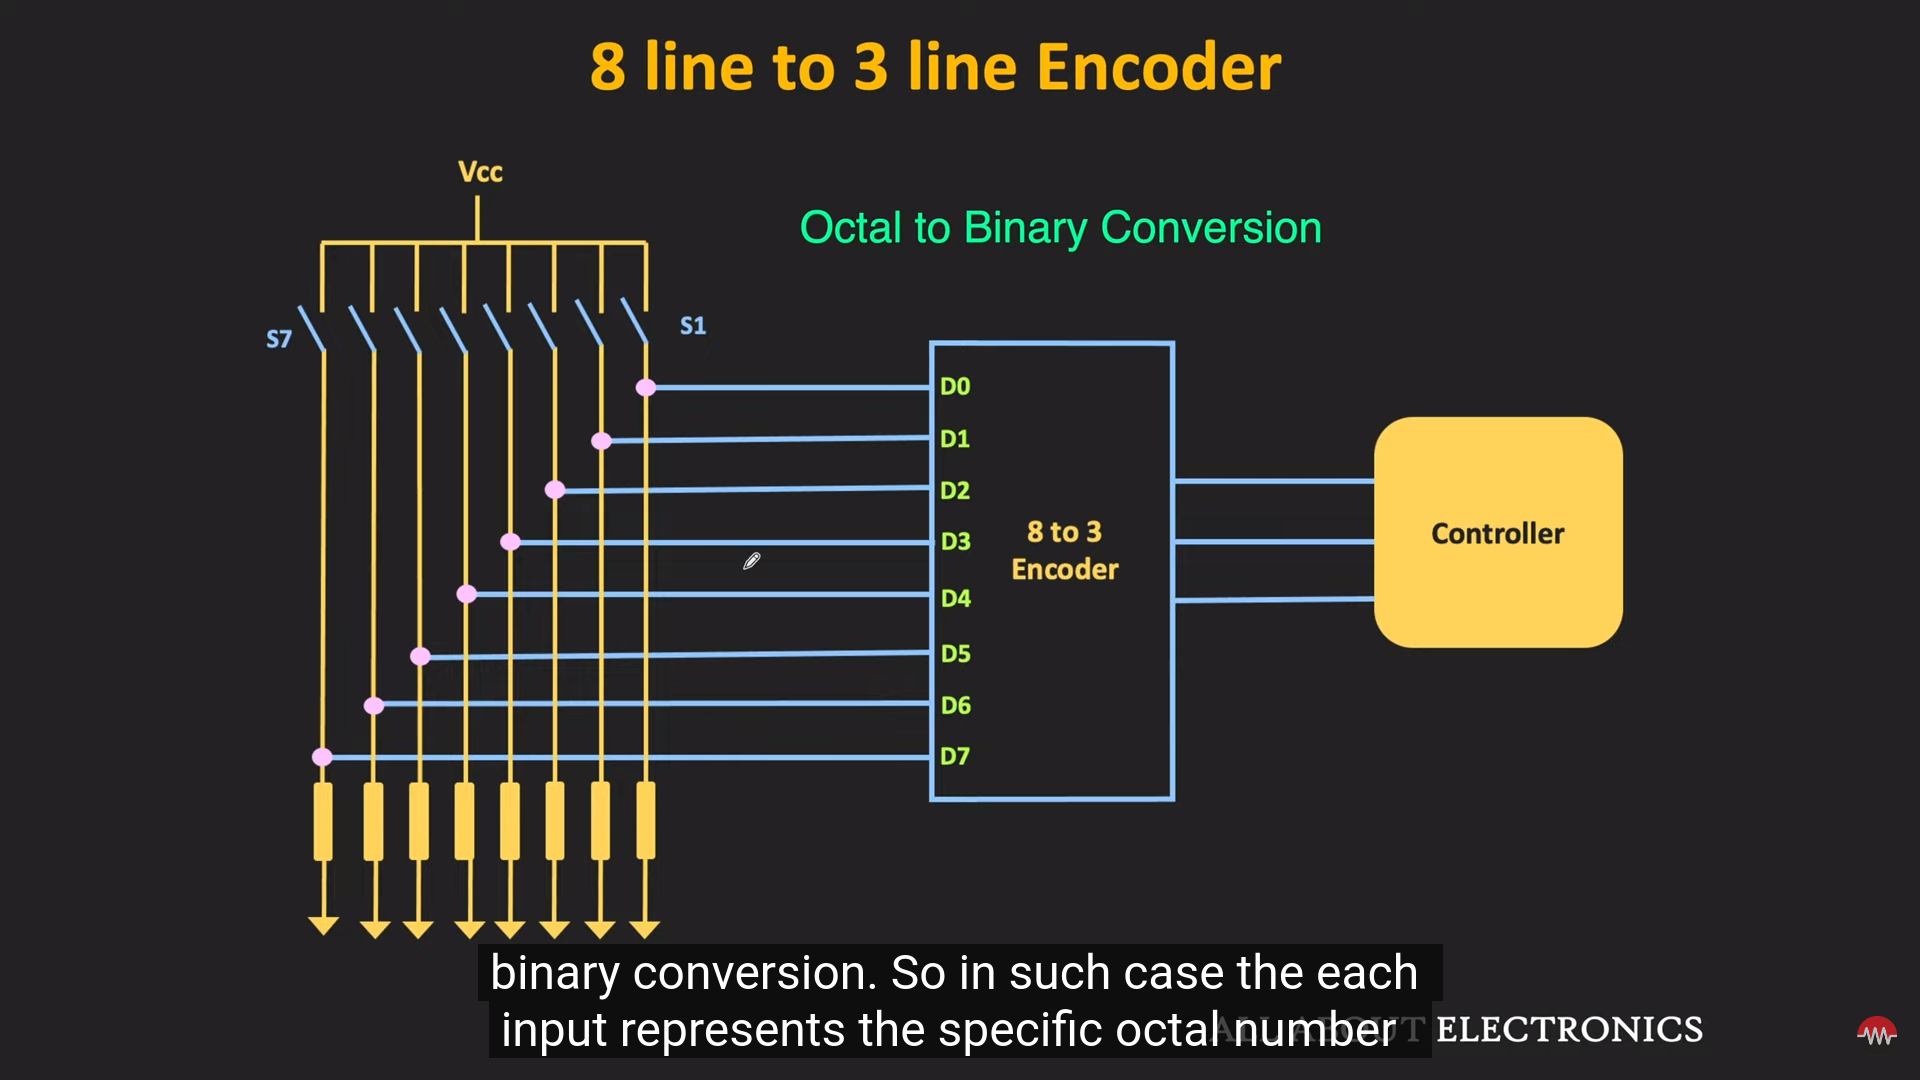 8 line to 3 line Encoder
Vcc
Octal to Binary Conversion
S7
S1
D0
D1
D2
D3
D4
D5
D6
D7
8 to 3
Encoder
Controller
binary conversion. So in such case the each
input represents the specific octal number
ALL ABOUT ELECTRONICS